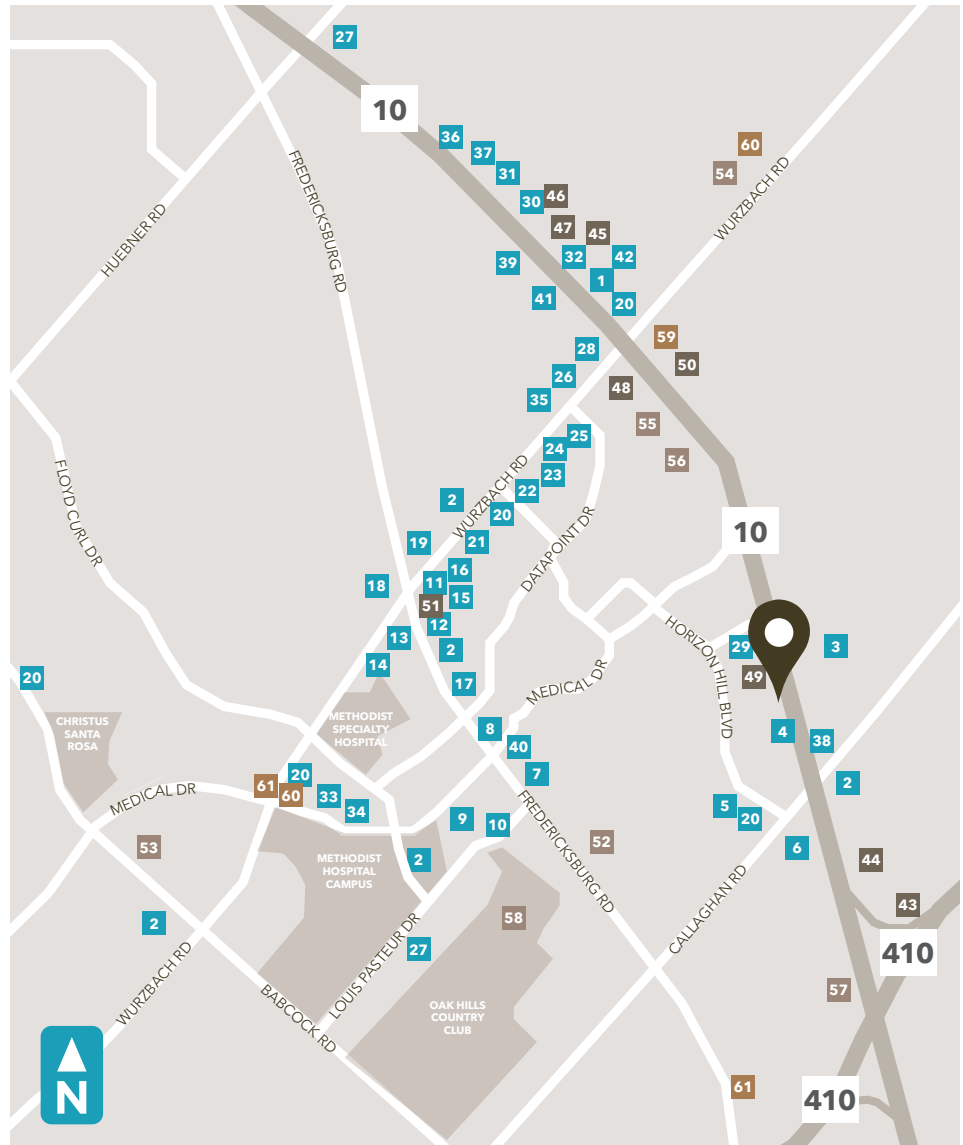 27
10
36
37
31
30
46
47
45
32
42
39
1
41
20
60
54
WURZBACH RD
FREDERICKSBURG RD
HUEBNER RD
59
50
28
26
48
35
55
25
24
56
23
22
WURZBACH RD
2
20
19
21
10
FLOYD CURL DR
DATAPOINT DR
16
18
11
15
51
12
13
2
14
17
HORIZON HILL BLVD
29
3
49
MEDICAL DR
20
CHRISTUS
SANTA
ROSA
METHODIST
SPECIALTY
HOSPITAL
8
40
7
4
38
2
61
20
60
33
34
MEDICAL DR
5
20
9
10
6
FREDERICKSBURG RD
52
53
METHODIST
HOSPITAL
CAMPUS
2
44
CALLAGHAN RD
43
58
2
410
27
LOUIS PASTEUR DR
WURZBACH RD
57
BABCOCK RD
OAK HILLS
COUNTRY
CLUB
N
61
410